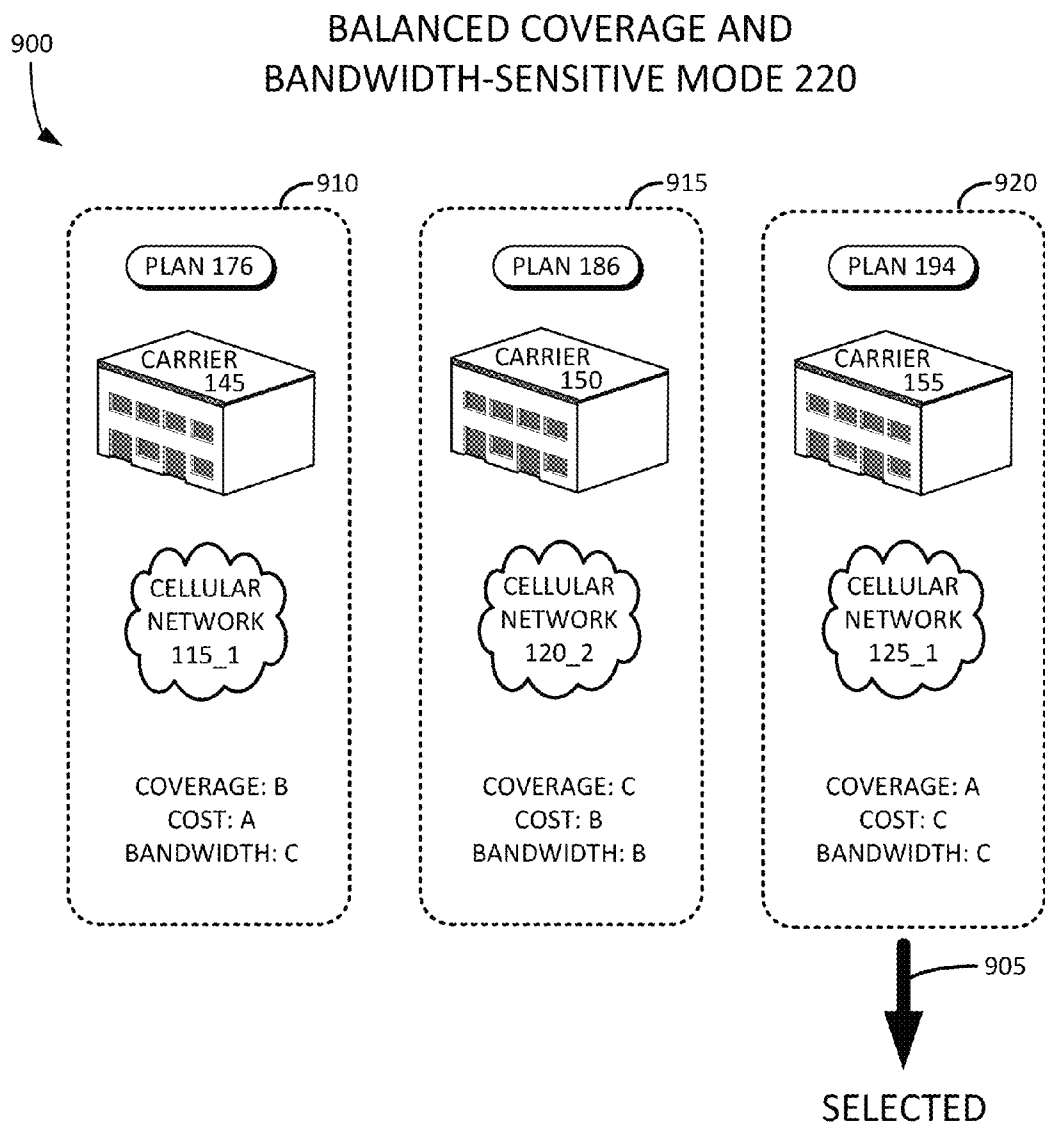 900
BALANCED COVERAGE AND
BANDWIDTH-SENSITIVE MODE 220
910
PLAN 176
CARRIER
145
CELLULAR
NETWORK
115_1
COVERAGE: B
COST: A
BANDWIDTH: C
915
PLAN 186
CARRIER
150
CELLULAR
NETWORK
120_2
COVERAGE: C
COST: B
BANDWIDTH: B
920
PLAN 194
CARRIER
155
CELLULAR
NETWORK
125_1
COVERAGE: A
COST: C
BANDWIDTH: C
905
SELECTED